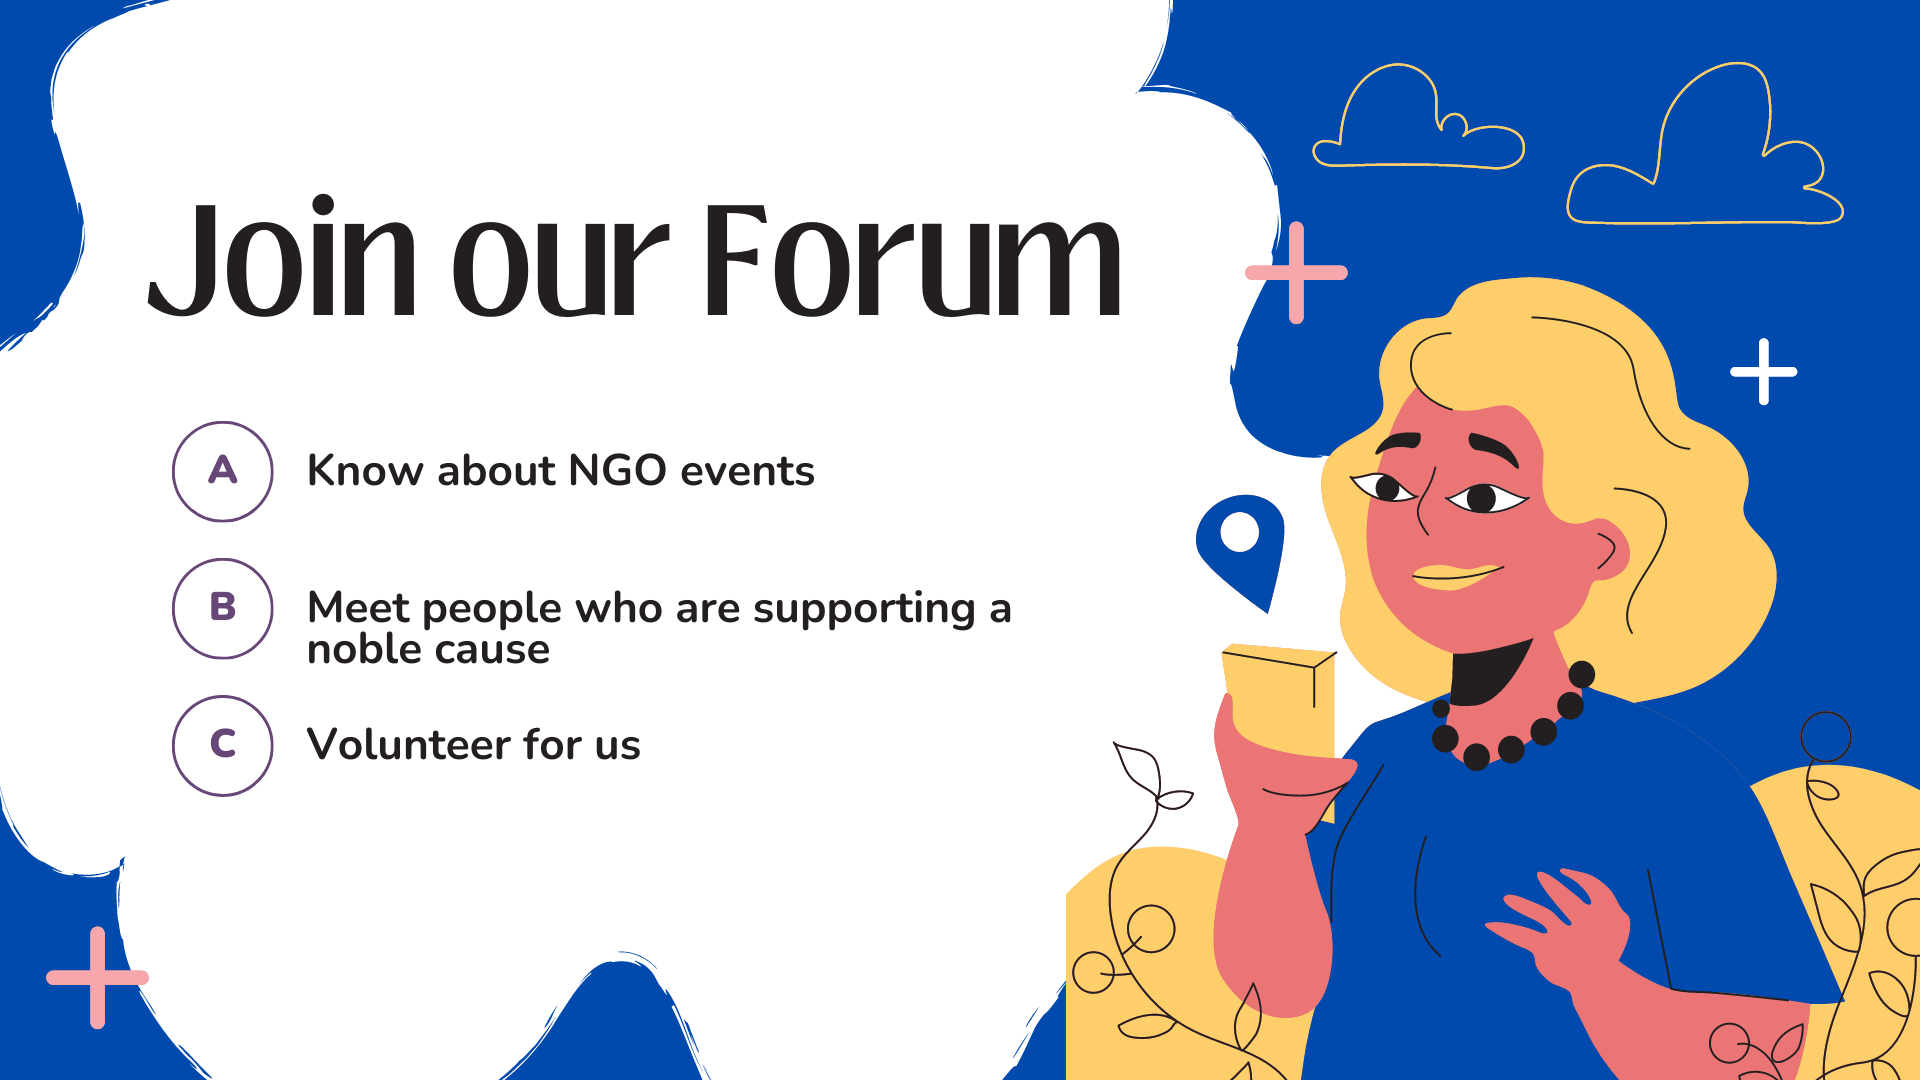 Join our Forum
A
Know about NGO events
B
Meet people who are supporting a
noble cause
C
Volunteer for us